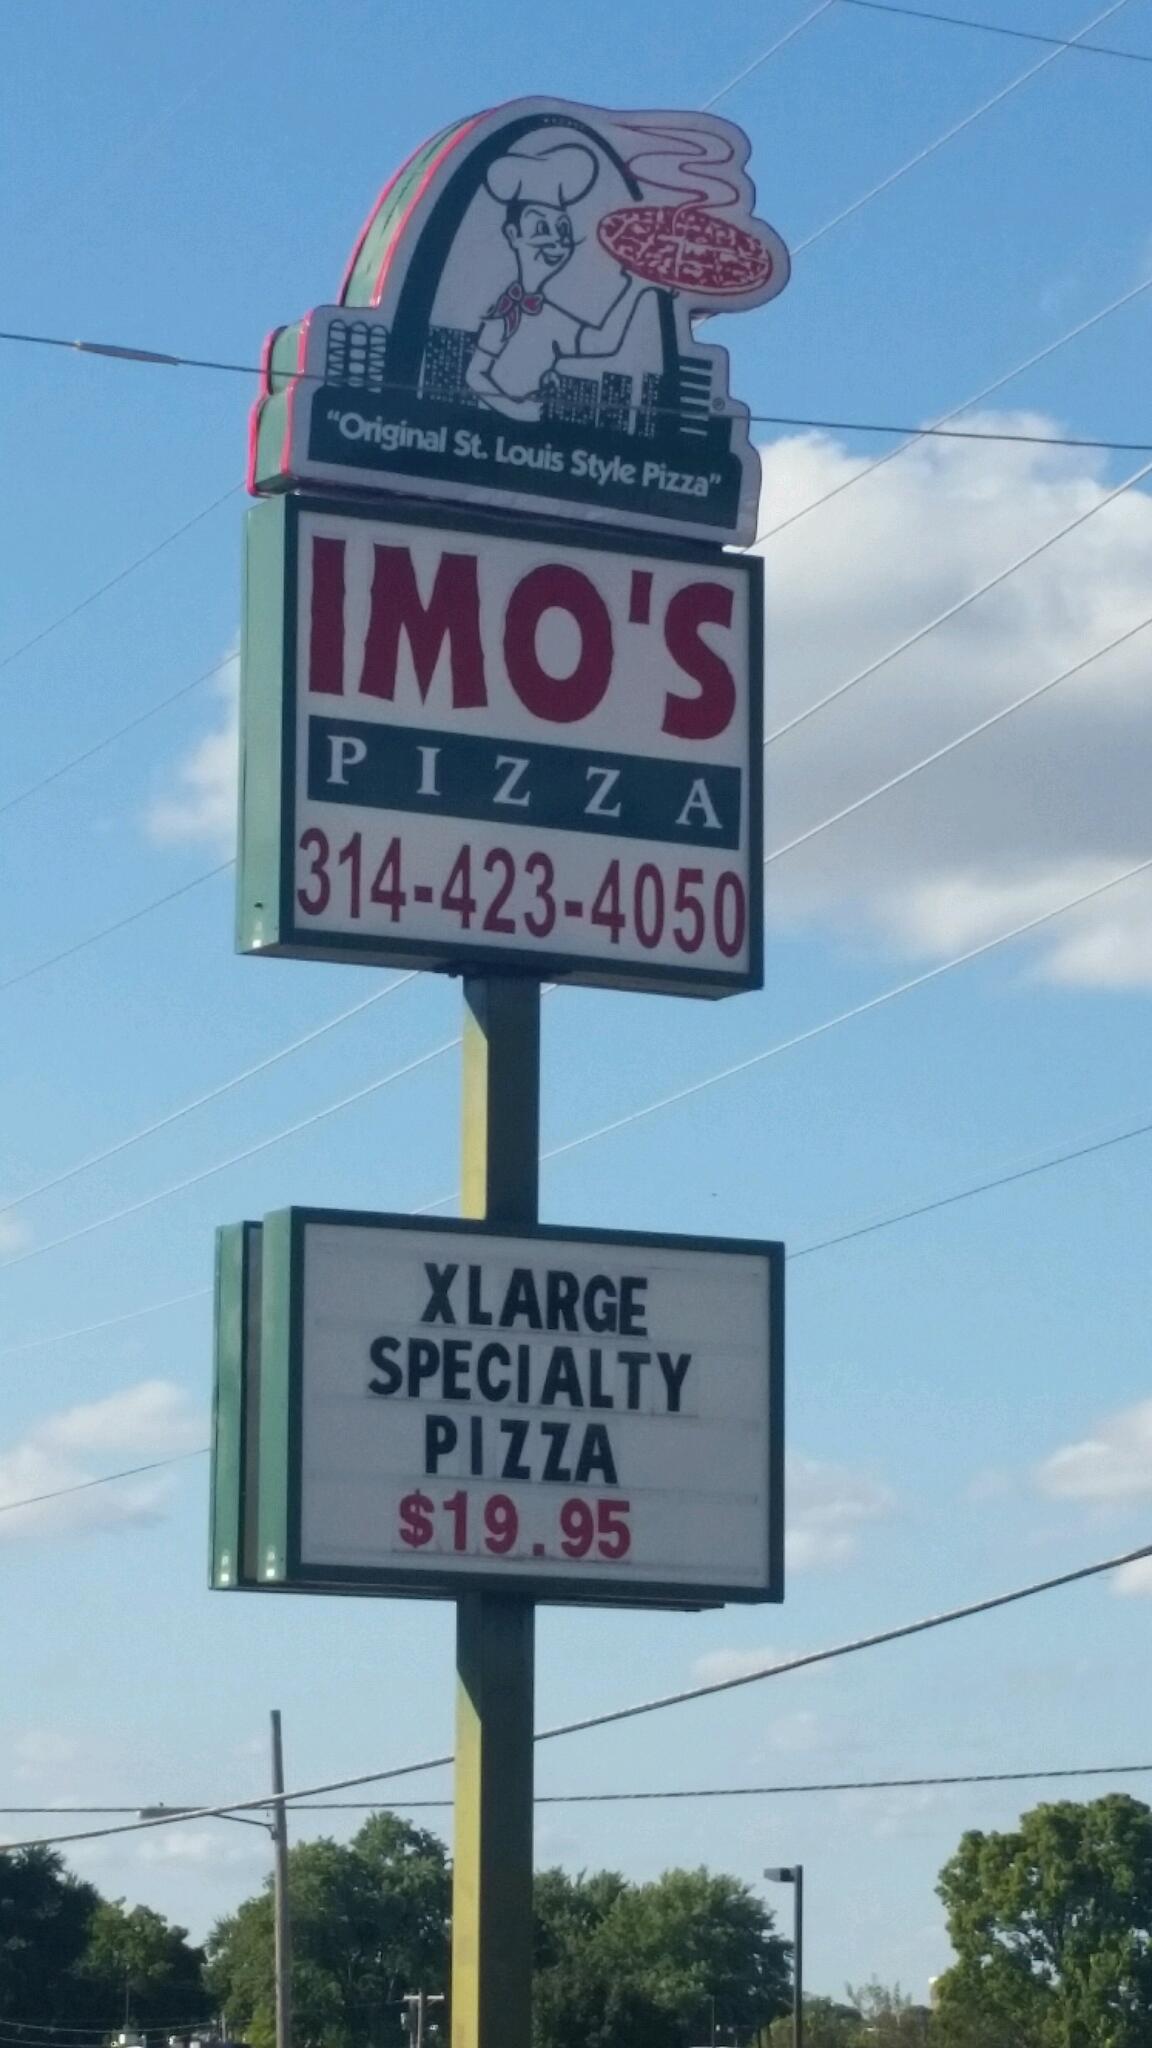 “Original St. Louis Style Pizza”
IMO'S
PIZZA
314-423-4050
XLARGE
SPECIALTY
PIZZA
$19.95